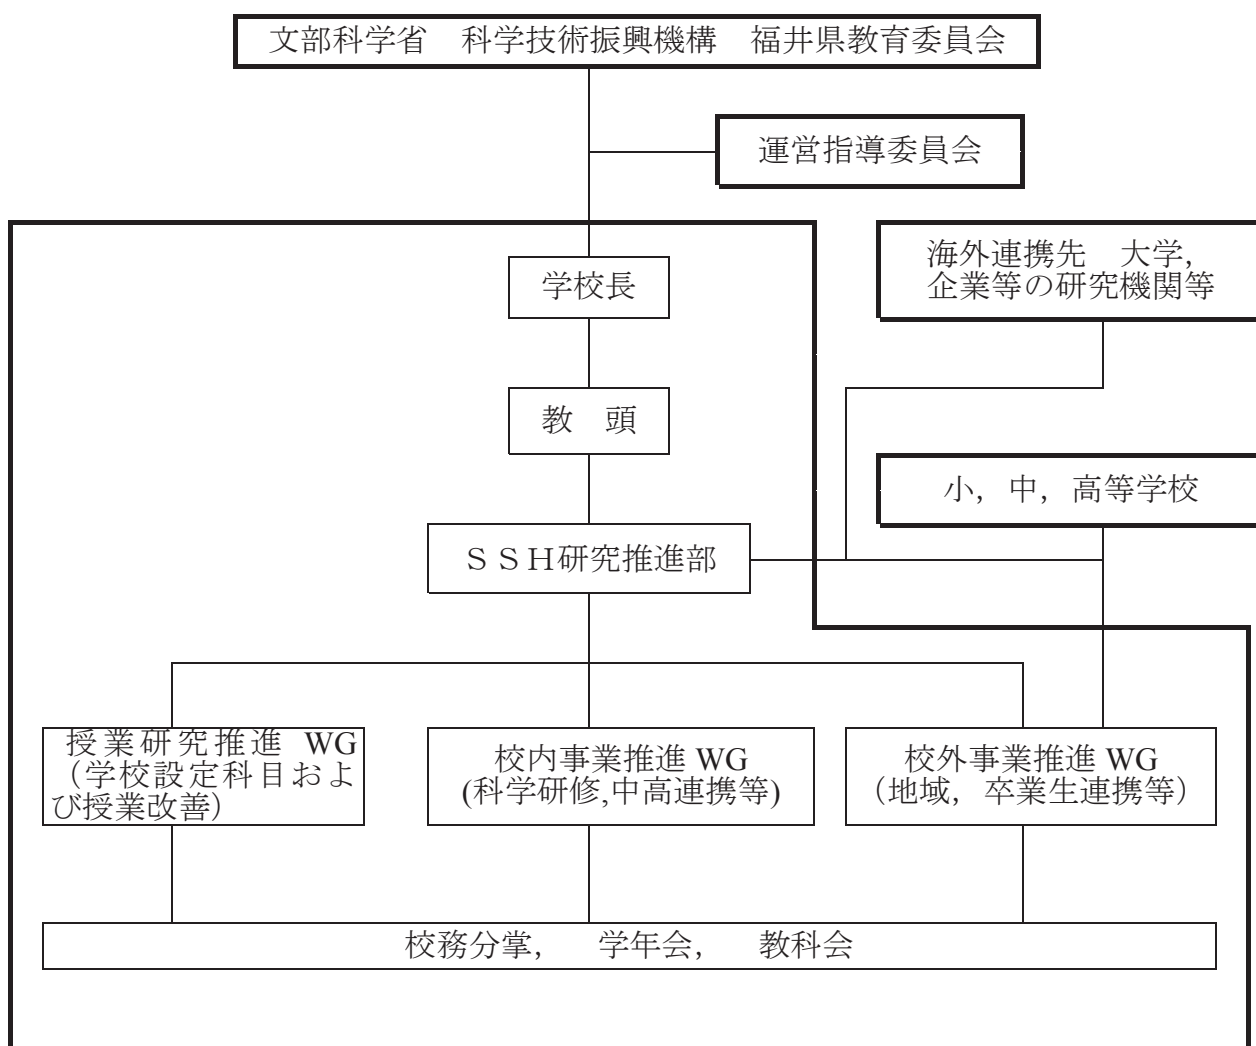 文部科学省　科学技術振興機構　福井県教育委員会
運営指導委員会
海外連携先　大学，
企業等の研究機関等
学校長
教　頭
小，中，高等学校
ＳＳＨ研究推進部
授業研究推進 WG
（学校設定科目およ
び授業改善）
校内事業推進 WG
(科学研修,中高連携等)
校外事業推進 WG
（地域，卒業生連携等）
校務分掌，　学年会，　教科会